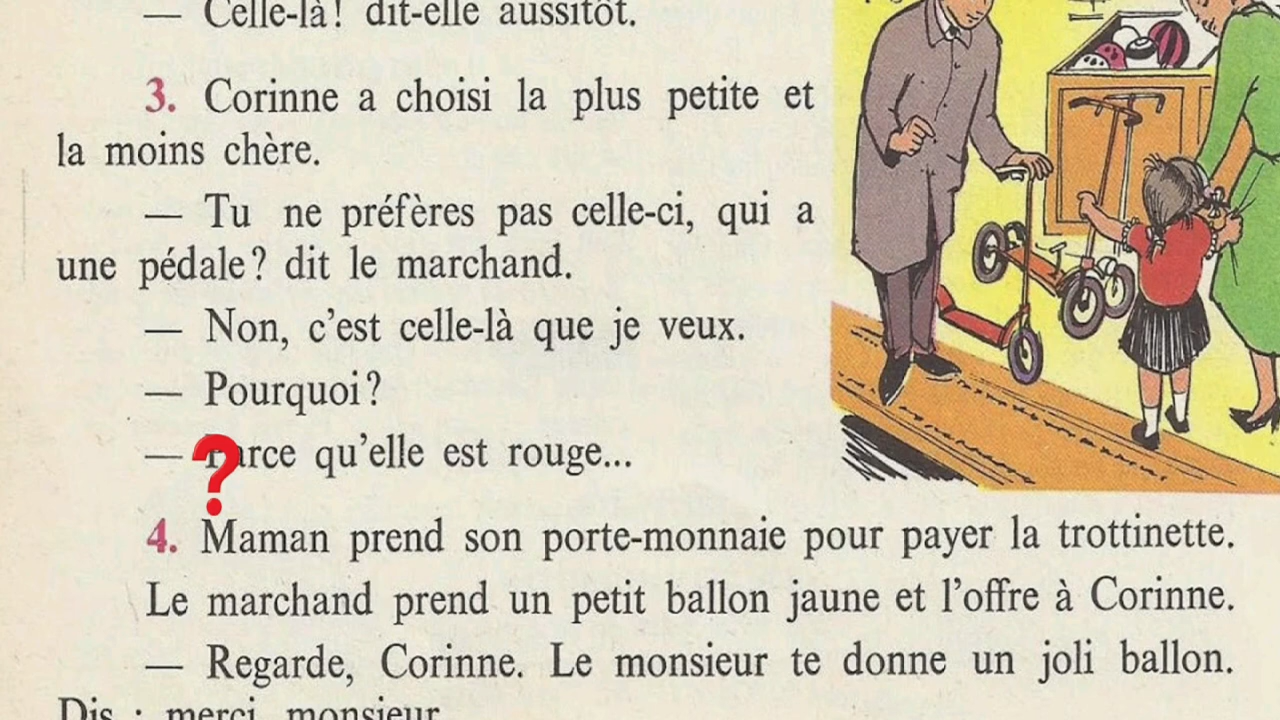 — Celle-là! dit-elle aussitôt.
3. Corinne a choisi la plus petite et
la moins chère.
— Tu ne préfères pas celle-ci, qui a
une pédale? dit le marchand.
— Non, c'est celle-là que je veux.
— Pourquoi?
— Parce qu'elle est rouge...
?
4. Maman prend son porte-monnaie pour payer la trottinette.
Le marchand prend un petit ballon jaune et l'offre à Corinne.
— Regarde, Corinne. Le monsieur te donne un joli ballon.
Dis : merci, monsieur